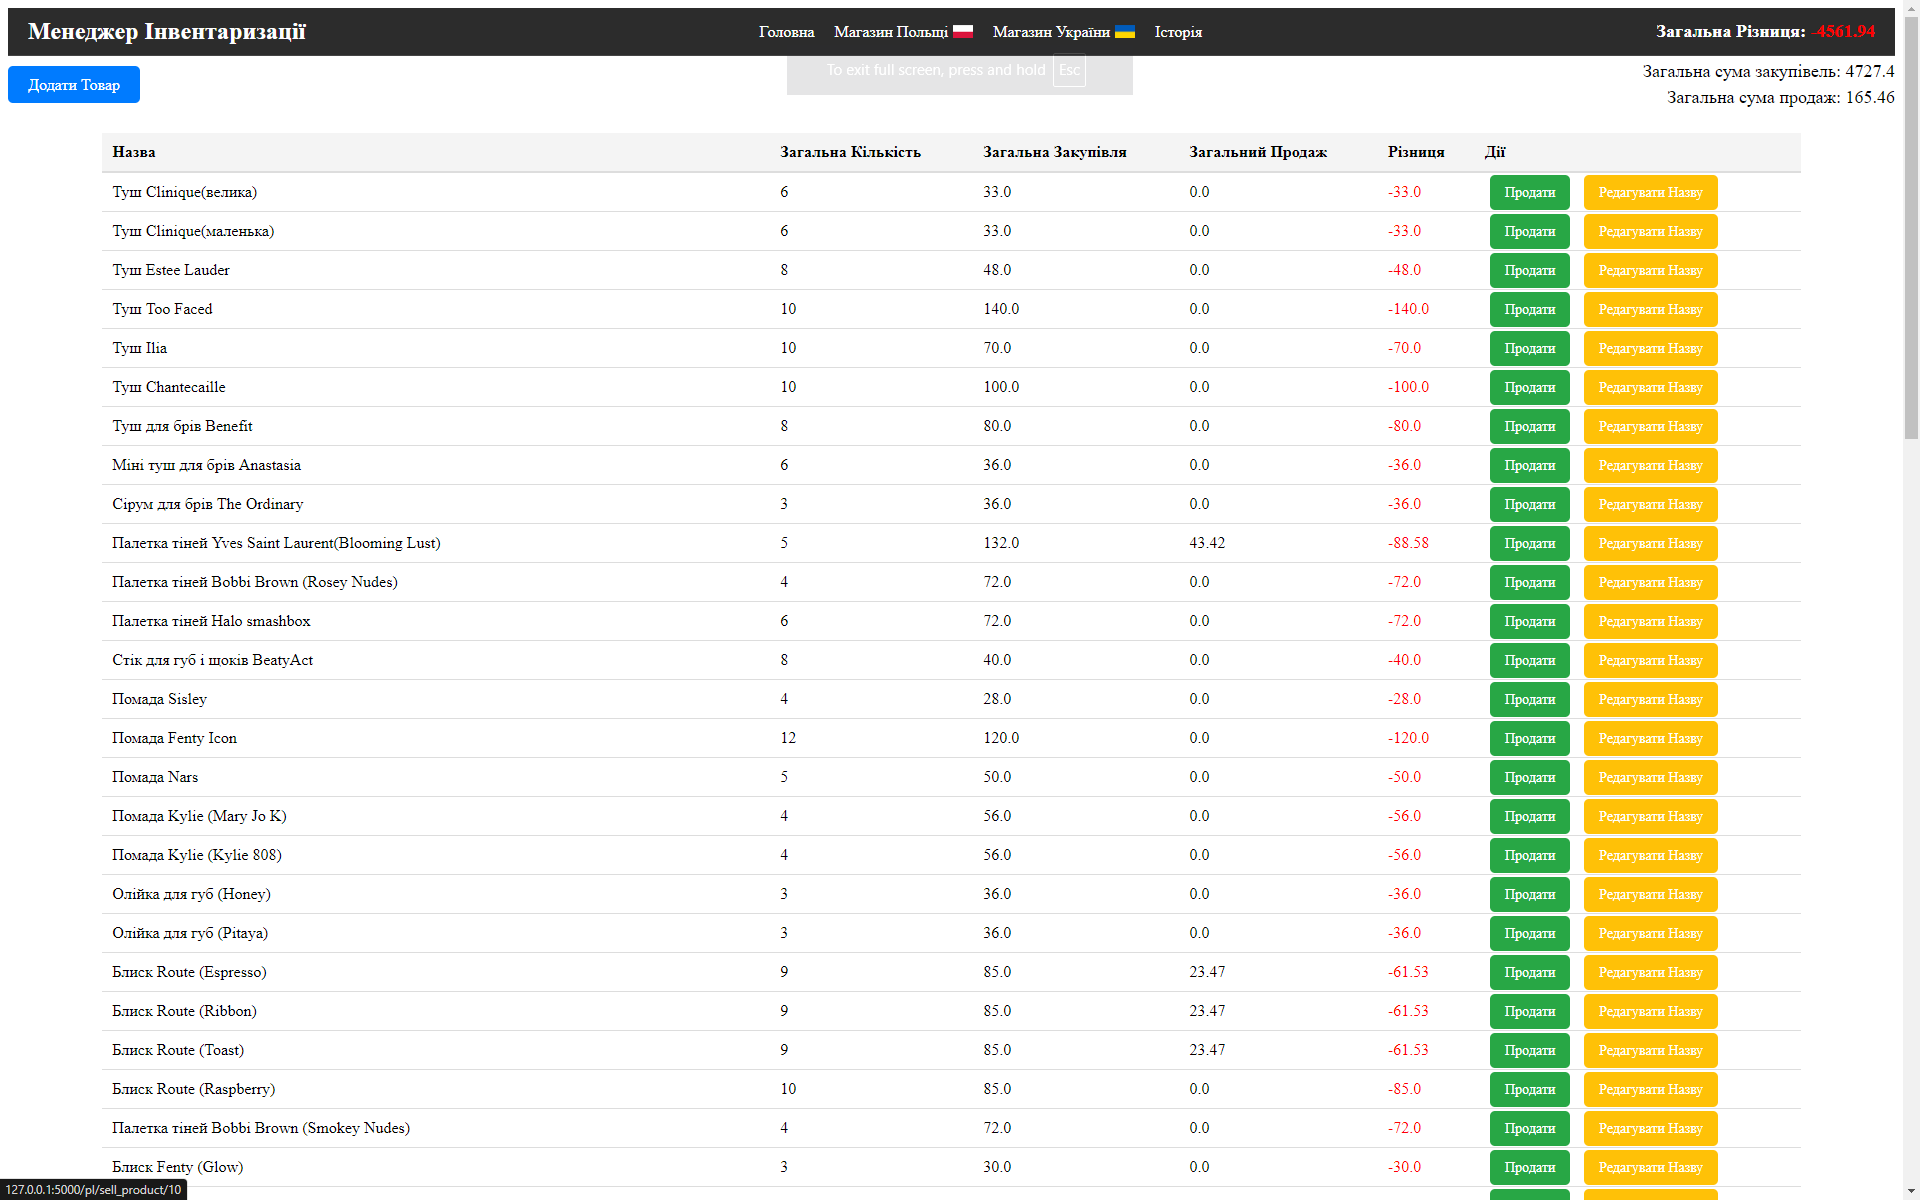 Менеджер Інвентаризації
Головна Магазин Польщі Магазин України Історія
Загальна Різниця: -4561.94
To exit full screen, press and hold Esc
Додати Товар
Загальна сума закупівель: 4727.4
Загальна сума продаж: 165.46
Назва Загальна Кількість Загальна Закупівля Загальний Продаж Різниця Дії
Туш Clinique(велика) 6 33.0 0.0 -33.0 Продати Редагувати Назву
Туш Clinique(маленька) 6 33.0 0.0 -33.0 Продати Редагувати Назву
Туш Estee Lauder 8 48.0 0.0 -48.0 Продати Редагувати Назву
Туш Too Faced 10 140.0 0.0 -140.0 Продати Редагувати Назву
Туш Ilia 10 70.0 0.0 -70.0 Продати Редагувати Назву
Туш Chantecaille 10 100.0 0.0 -100.0 Продати Редагувати Назву
Туш для брів Benefit 8 80.0 0.0 -80.0 Продати Редагувати Назву
Міні туш для брів Anastasia 6 36.0 0.0 -36.0 Продати Редагувати Назву
Сірум для брів The Ordinary 3 36.0 0.0 -36.0 Продати Редагувати Назву
Палетка тіней Yves Saint Laurent(Blooming Lust) 5 132.0 43.42 -88.58 Продати Редагувати Назву
Палетка тіней Bobbi Brown (Rosey Nudes) 4 72.0 0.0 -72.0 Продати Редагувати Назву
Палетка тіней Halo smashbox 6 72.0 0.0 -72.0 Продати Редагувати Назву
Стік для губ і щоків BeatyAct 8 40.0 0.0 -40.0 Продати Редагувати Назву
Помада Sisley 4 28.0 0.0 -28.0 Продати Редагувати Назву
Помада Fenty Icon 12 120.0 0.0 -120.0 Продати Редагувати Назву
Помада Nars 5 50.0 0.0 -50.0 Продати Редагувати Назву
Помада Kylie (Mary Jo K) 4 56.0 0.0 -56.0 Продати Редагувати Назву
Помада Kylie (Kylie 808) 4 56.0 0.0 -56.0 Продати Редагувати Назву
Олійка для губ (Honey) 3 36.0 0.0 -36.0 Продати Редагувати Назву
Олійка для губ (Pitaya) 3 36.0 0.0 -36.0 Продати Редагувати Назву
Блиск Route (Espresso) 9 85.0 23.47 -61.53 Продати Редагувати Назву
Блиск Route (Ribbon) 9 85.0 23.47 -61.53 Продати Редагувати Назву
Блиск Route (Toast) 9 85.0 23.47 -61.53 Продати Редагувати Назву
Блиск Route (Raspberry) 10 85.0 0.0 -85.0 Продати Редагувати Назву
Палетка тіней Bobbi Brown (Smokey Nudes) 4 72.0 0.0 -72.0 Продати Редагувати Назву
Блиск Fenty (Glow) 3 30.0 0.0 -30.0 Продати Редагувати Назву
127.0.0.1:5000/pl/sell_product/10